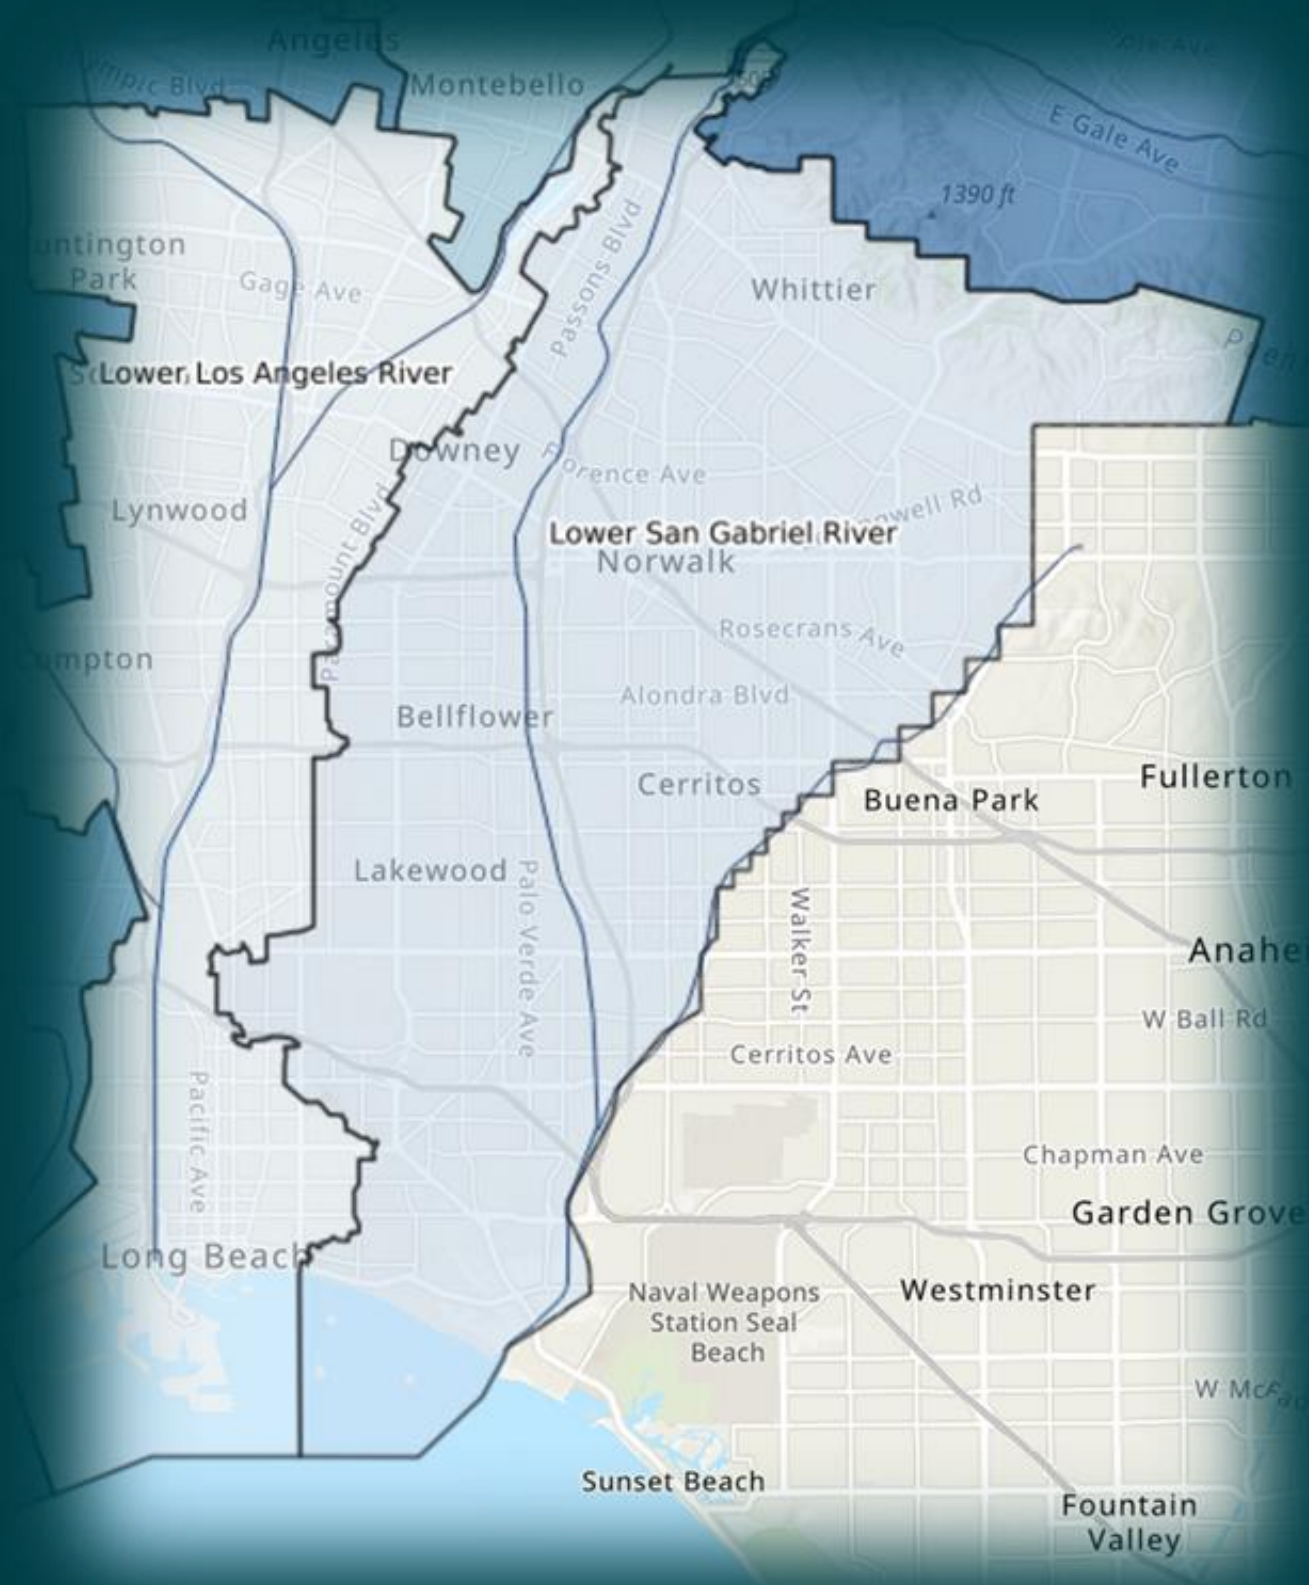 Angeles
Montebello
E Gale Ave
1390 ft
Park
Gage Ave
Passons Blvd
Whittier
Lower Los Angeles River
Downey
Florence Ave
Lynwood
Lower San Gabriel River
Norwalk
Paramount Blvd
Rosecrans Ave
Alondra Blvd
Bellflower
Cerritos
Fullerton
Buena Park
Lakewood
Palo Verde Ave
Walker St
Anahe
W Ball Rd
Cerritos Ave
Pacific Ave
Chapman Ave
Garden Grove
Long Beach
Naval Weapons
Station Seal
Beach
Westminster
Sunset Beach
Fountain
Valley